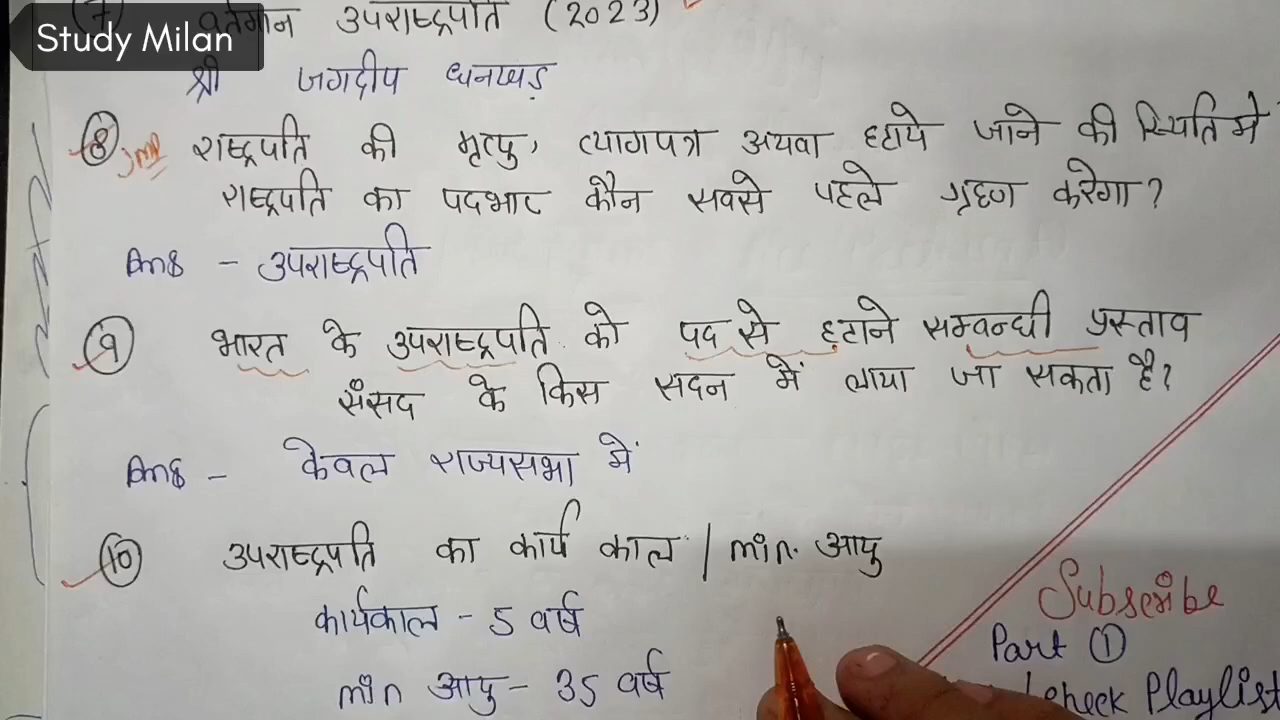 Study Milan
(7) वर्तमान उपराष्ट्रपति (2023)
श्री जगदीप धनखड़
(8) Imp राष्ट्रपति की मृत्यु, त्यागपत्र अथवा हटाये जाने की स्थिति मे
राष्ट्रपति का पदभार कौन सबसे पहले ग्रहण करेगा?
Ans - उपराष्ट्रपति
(9) भारत के उपराष्ट्रपति को पद से हटाने सम्बन्धी प्रस्ताव
संसद के किस सदन में लाया जा सकता है?
Ans - केवल राज्यसभा में
(10) उपराष्ट्रपति का कार्य काल / min. आयु
कार्यकाल - 5 वर्ष
min आयु - 35 वर्ष
Subscribe
Part (1)
check Playlist